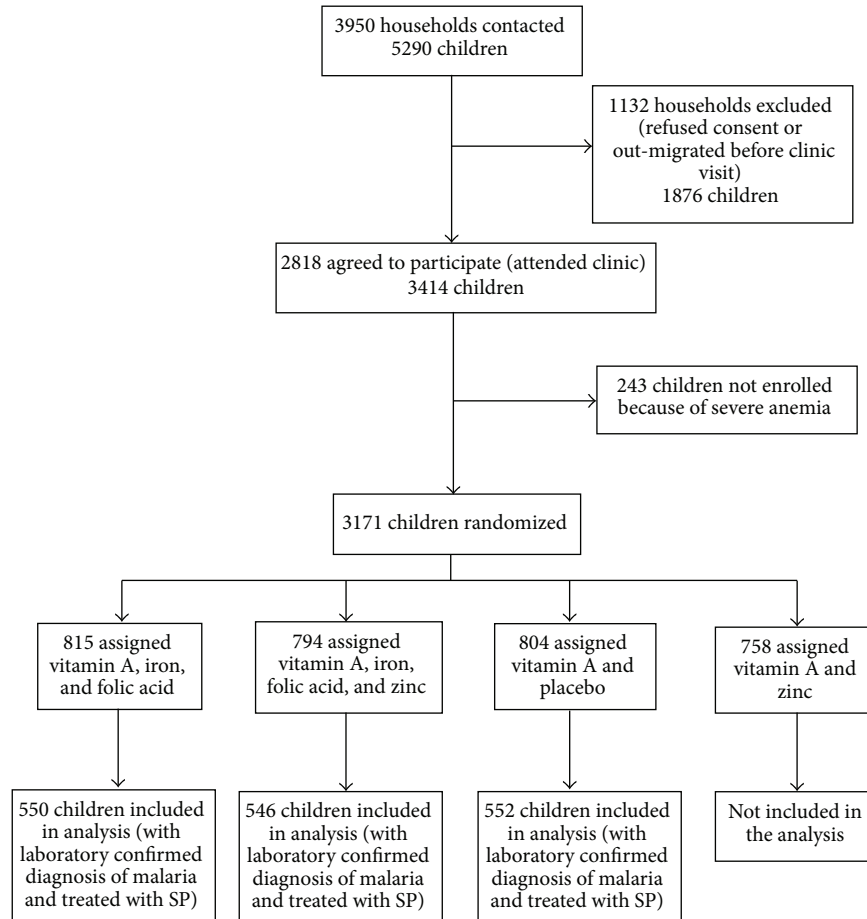 3950 households contacted
5290 children
1132 households excluded
(refused consent or
out-migrated before clinic
visit)
1876 children
2818 agreed to participate (attended clinic)
3414 children
243 children not enrolled
because of severe anemia
3171 children randomized
815 assigned
vitamin A, iron,
and folic acid
794 assigned
vitamin A, iron,
folic acid, and zinc
804 assigned
vitamin A and
placebo
758 assigned
vitamin A and
zinc
550 children included
in analysis (with
laboratory confirmed
diagnosis of malaria
and treated with SP)
546 children included
in analysis (with
laboratory confirmed
diagnosis of malaria
and treated with SP)
552 children included
in analysis (with
laboratory confirmed
diagnosis of malaria
and treated with SP)
Not included in
the analysis